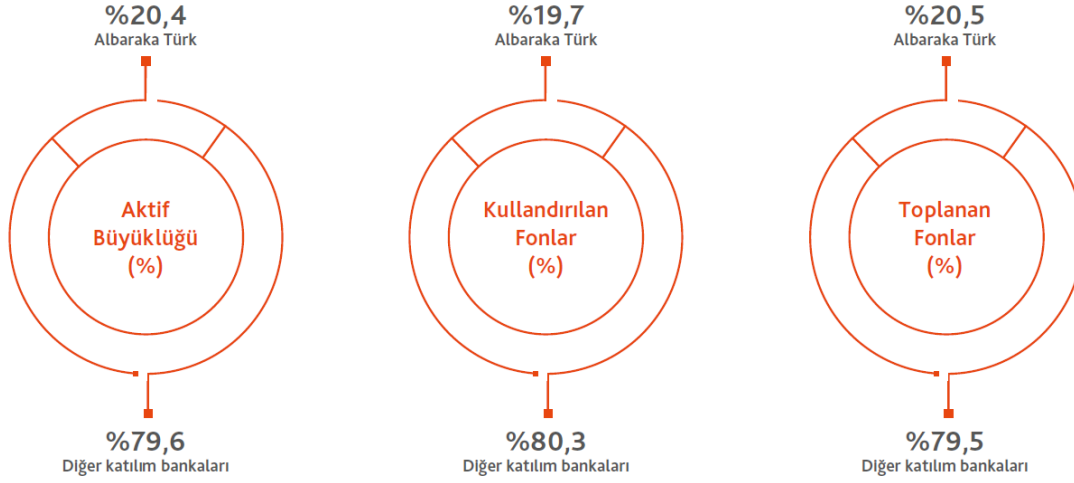 %20,4
Albaraka Türk
Aktif
Büyüklüğü
(%)
%79,6
Diğer katılım bankaları
%19,7
Albaraka Türk
Kullandırılan
Fonlar
(%)
%80,3
Diğer katılım bankaları
%20,5
Albaraka Türk
Toplanan
Fonlar
(%)
%79,5
Diğer katılım bankaları